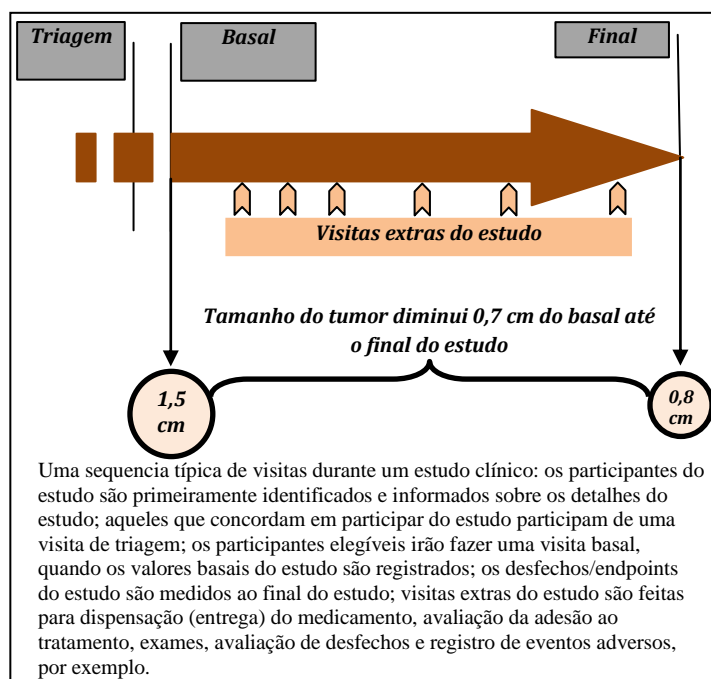 Triagem
Basal
Final
Visitas extras do estudo
Tamanho do tumor diminui 0,7 cm do basal até
o final do estudo
1,5
cm
0,8
cm
Uma sequencia típica de visitas durante um estudo clínico: os participantes do
estudo são primeiramente identificados e informados sobre os detalhes do
estudo; aqueles que concordam em participar do estudo participam de uma
visita de triagem; os participantes elegíveis irão fazer uma visita basal,
quando os valores basais do estudo são registrados; os desfechos/endpoints
do estudo são medidos ao final do estudo; visitas extras do estudo são feitas
para dispensação (entrega) do medicamento, avaliação da adesão ao
tratamento, exames, avaliação de desfechos e registro de eventos adversos,
por exemplo.